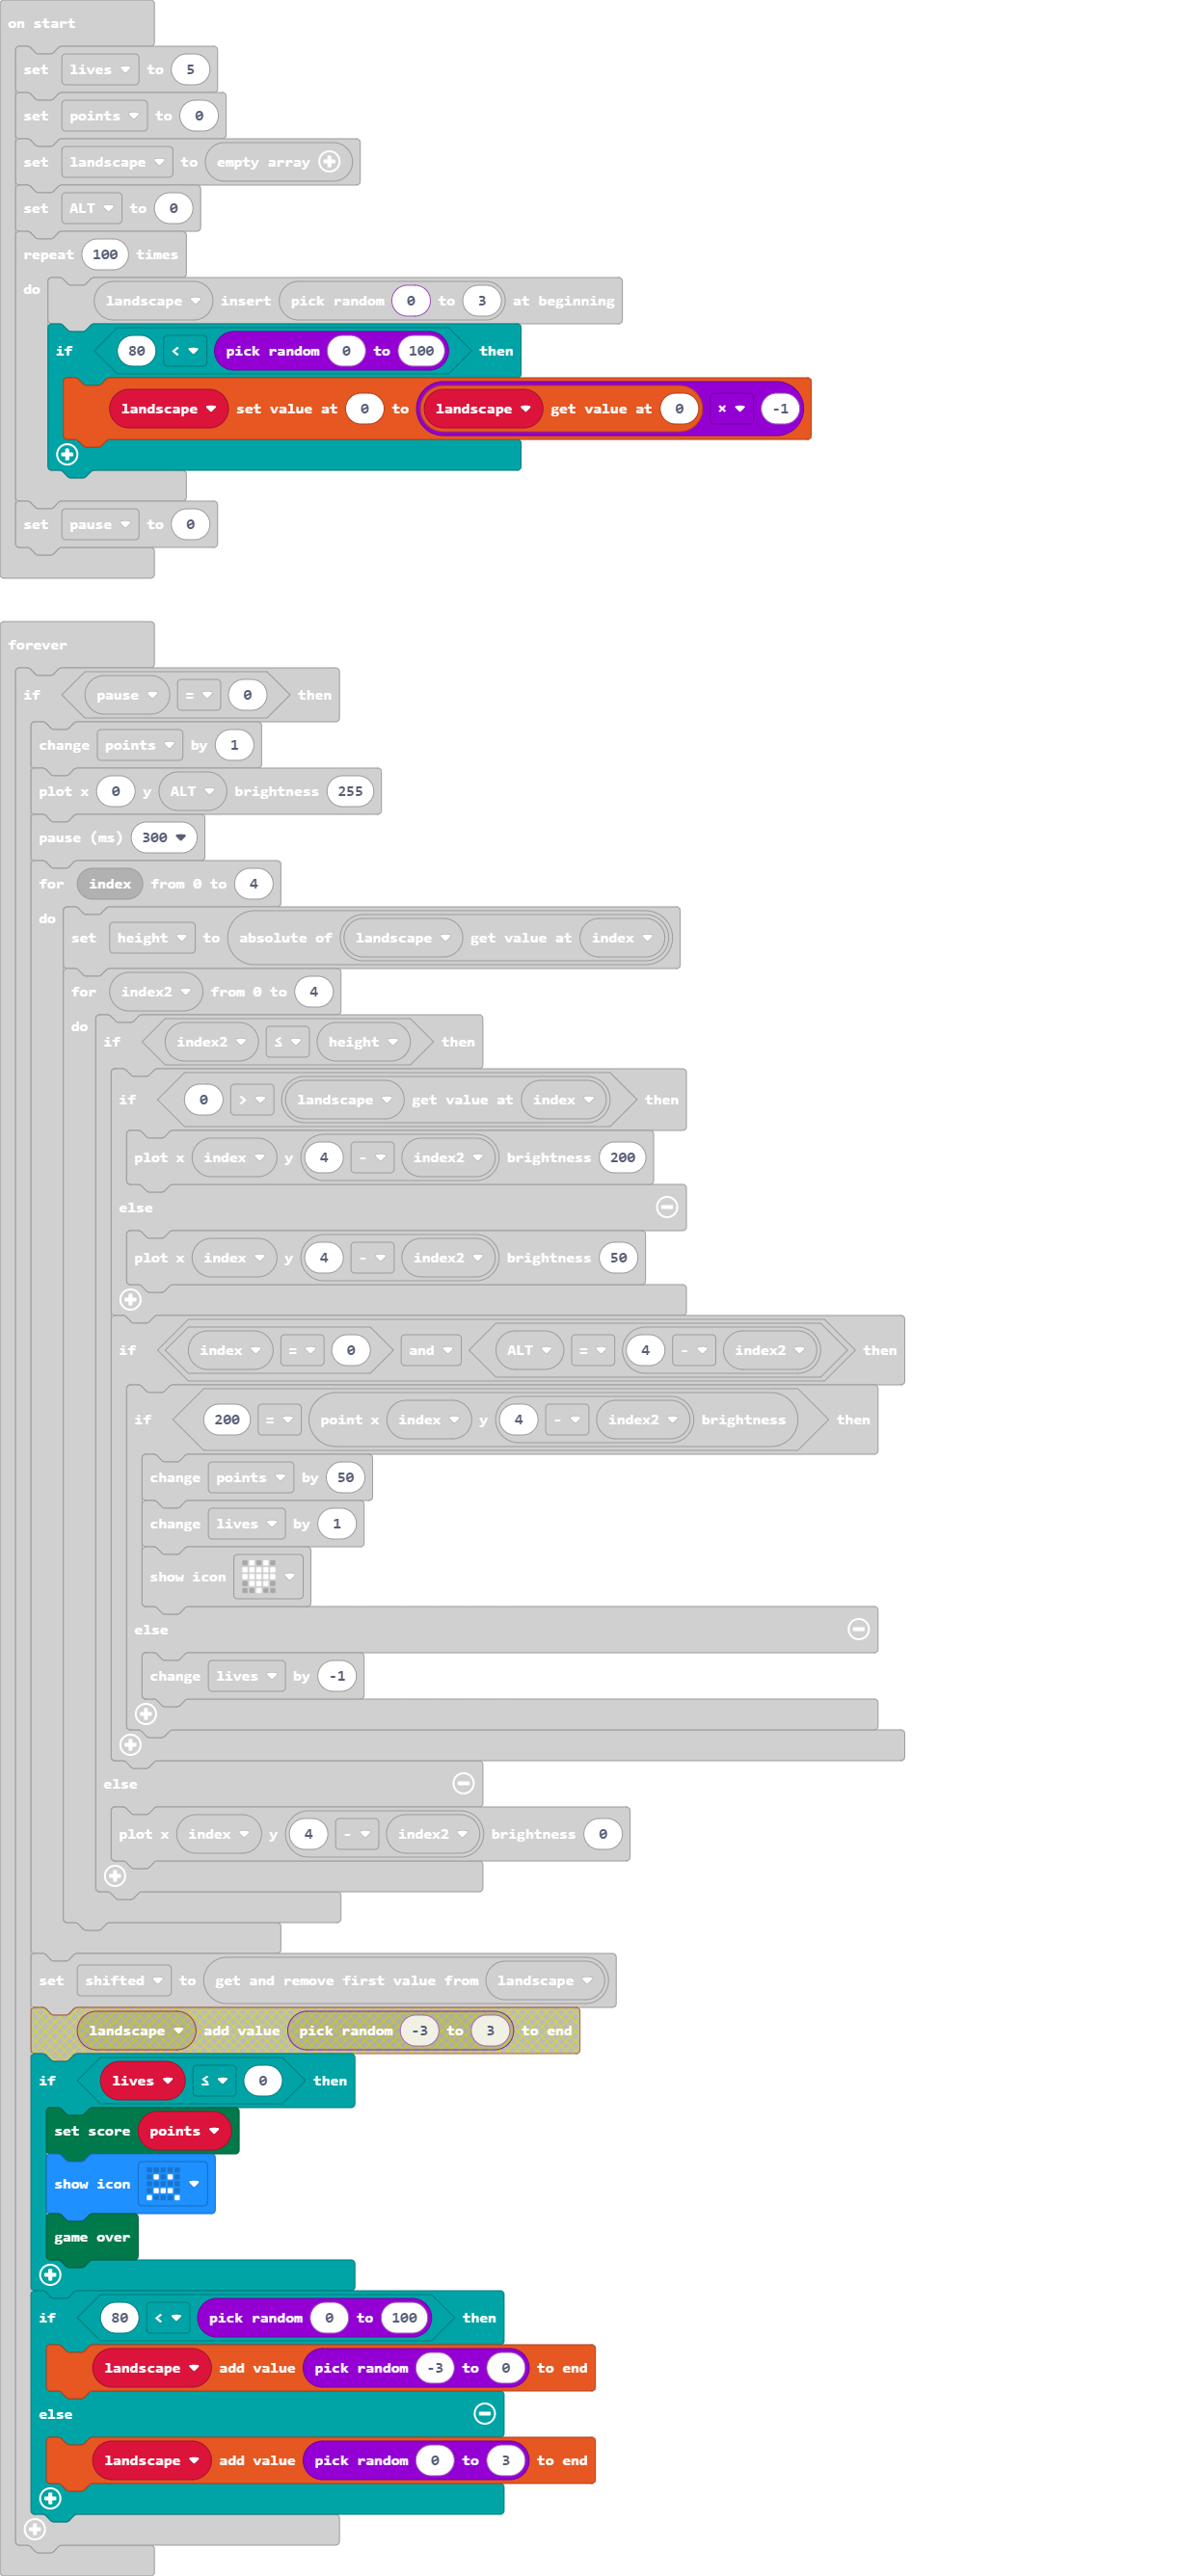 on start
set lives to 5
set points to 0
set landscape to empty array
set ALT to 0
repeat 100 times
do
landscape insert pick random 0 to 3 at beginning
if 80 < pick random 0 to 100 then
landscape set value at 0 to landscape get value at 0 × -1
set pause to 0
forever
if pause = 0 then
change points by 1
plot x 0 y ALT brightness 255
pause (ms) 300
for index from 0 to 4
do
set height to absolute of landscape get value at index
for index2 from 0 to 4
do
if index2 ≤ height then
if 0 > landscape get value at index then
plot x index y 4 - index2 brightness 200
else
plot x index y 4 - index2 brightness 50
if index = 0 and ALT = 4 - index2 then
if 200 = point x index y 4 - index2 brightness then
change points by 50
change lives by 1
show icon
else
change lives by -1
else
plot x index y 4 - index2 brightness 0
set shifted to get and remove first value from landscape
landscape add value pick random -3 to 3 to end
if lives ≤ 0 then
set score points
show icon
game over
if 80 < pick random 0 to 100 then
landscape add value pick random -3 to 0 to end
else
landscape add value pick random 0 to 3 to end